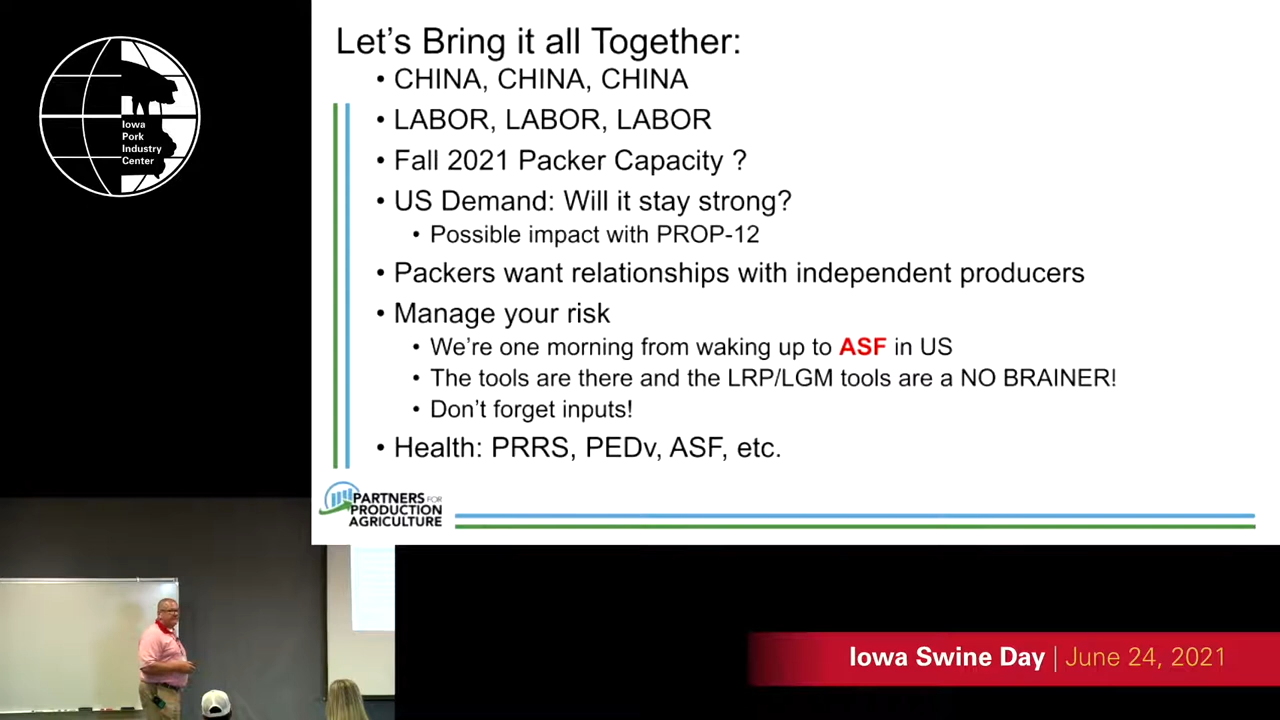 Iowa
Pork
Industry
Center
Let's Bring it all Together:
• CHINA, CHINA, CHINA
• LABOR, LABOR, LABOR
• Fall 2021 Packer Capacity ?
• US Demand: Will it stay strong?
• Possible impact with PROP-12
• Packers want relationships with independent producers
• Manage your risk
• We're one morning from waking up to ASF in US
• The tools are there and the LRP/LGM tools are a NO BRAINER!
• Don't forget inputs!
• Health: PRRS, PEDv, ASF, etc.
PARTNERS FOR
PRODUCTION
AGRICULTURE
Iowa Swine Day | June 24, 2021